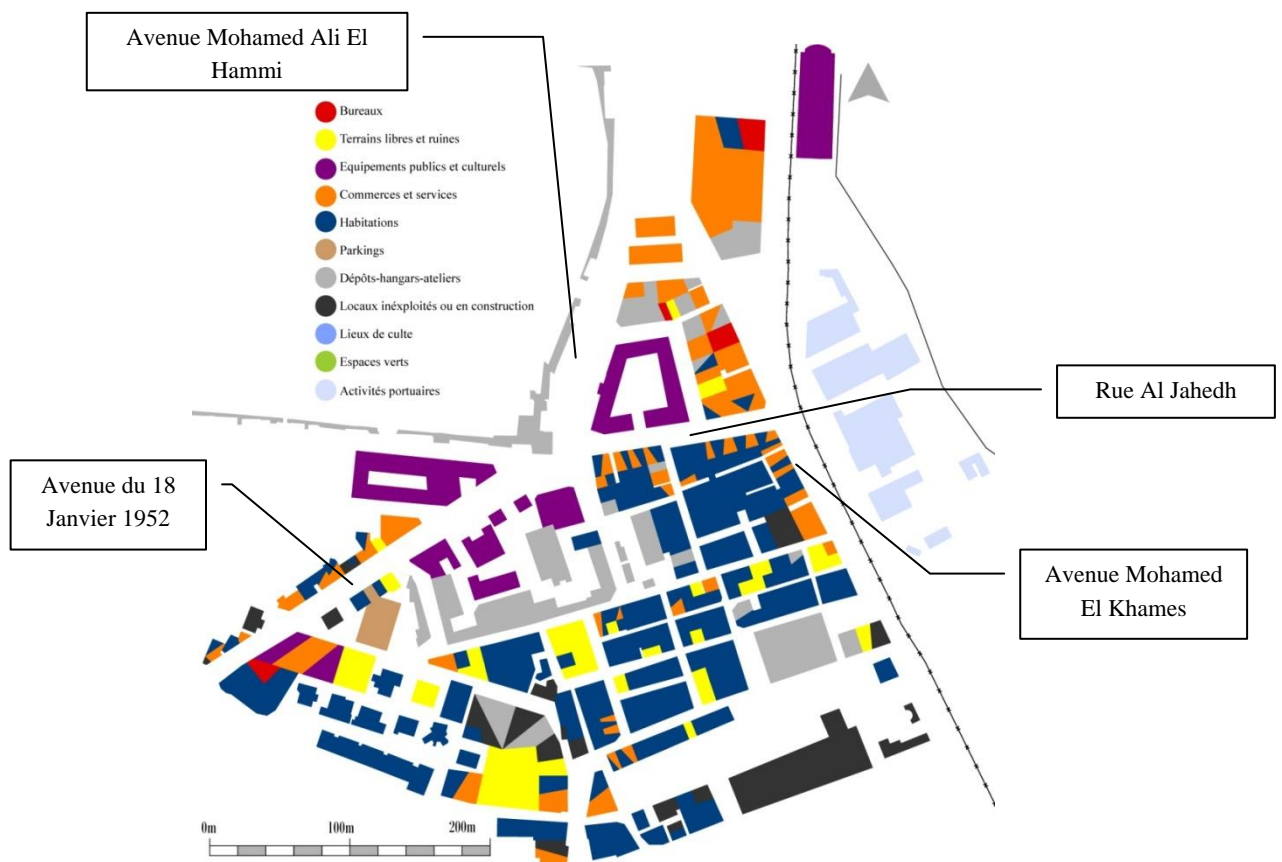 Avenue Mohamed Ali El
Hammi
Bureaux
Terrains libres et ruines
Equipements publics et culturels
Commerces et services
Habitations
Parkings
Dépôts-hangars-ateliers
Locaux inéxploités ou en construction
Lieux de culte
Espaces verts
Activités portuaires
Rue Al Jahedh
Avenue du 18
Janvier 1952
Avenue Mohamed
El Khames
0m 100m 200m